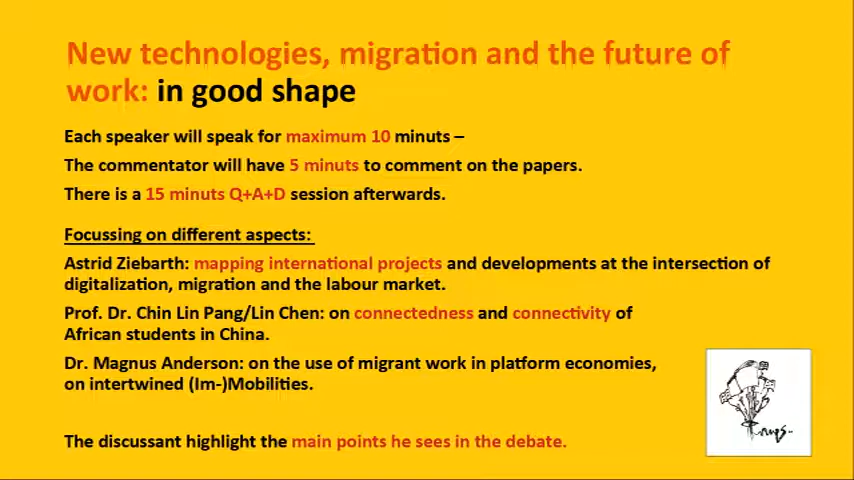 New technologies, migration and the future of
work: in good shape
Each speaker will speak for maximum 10 minuts –
The commentator will have 5 minuts to comment on the papers.
There is a 15 minuts Q+A+D session afterwards.
Focussing on different aspects:
Astrid Ziebarth: mapping international projects and developments at the intersection of
digitalization, migration and the labour market.
Prof. Dr. Chin Lin Pang/Lin Chen: on connectedness and connectivity of
African students in China.
Dr. Magnus Anderson: on the use of migrant work in platform economies,
on intertwined (Im-)Mobilities.
The discussant highlight the main points he sees in the debate.